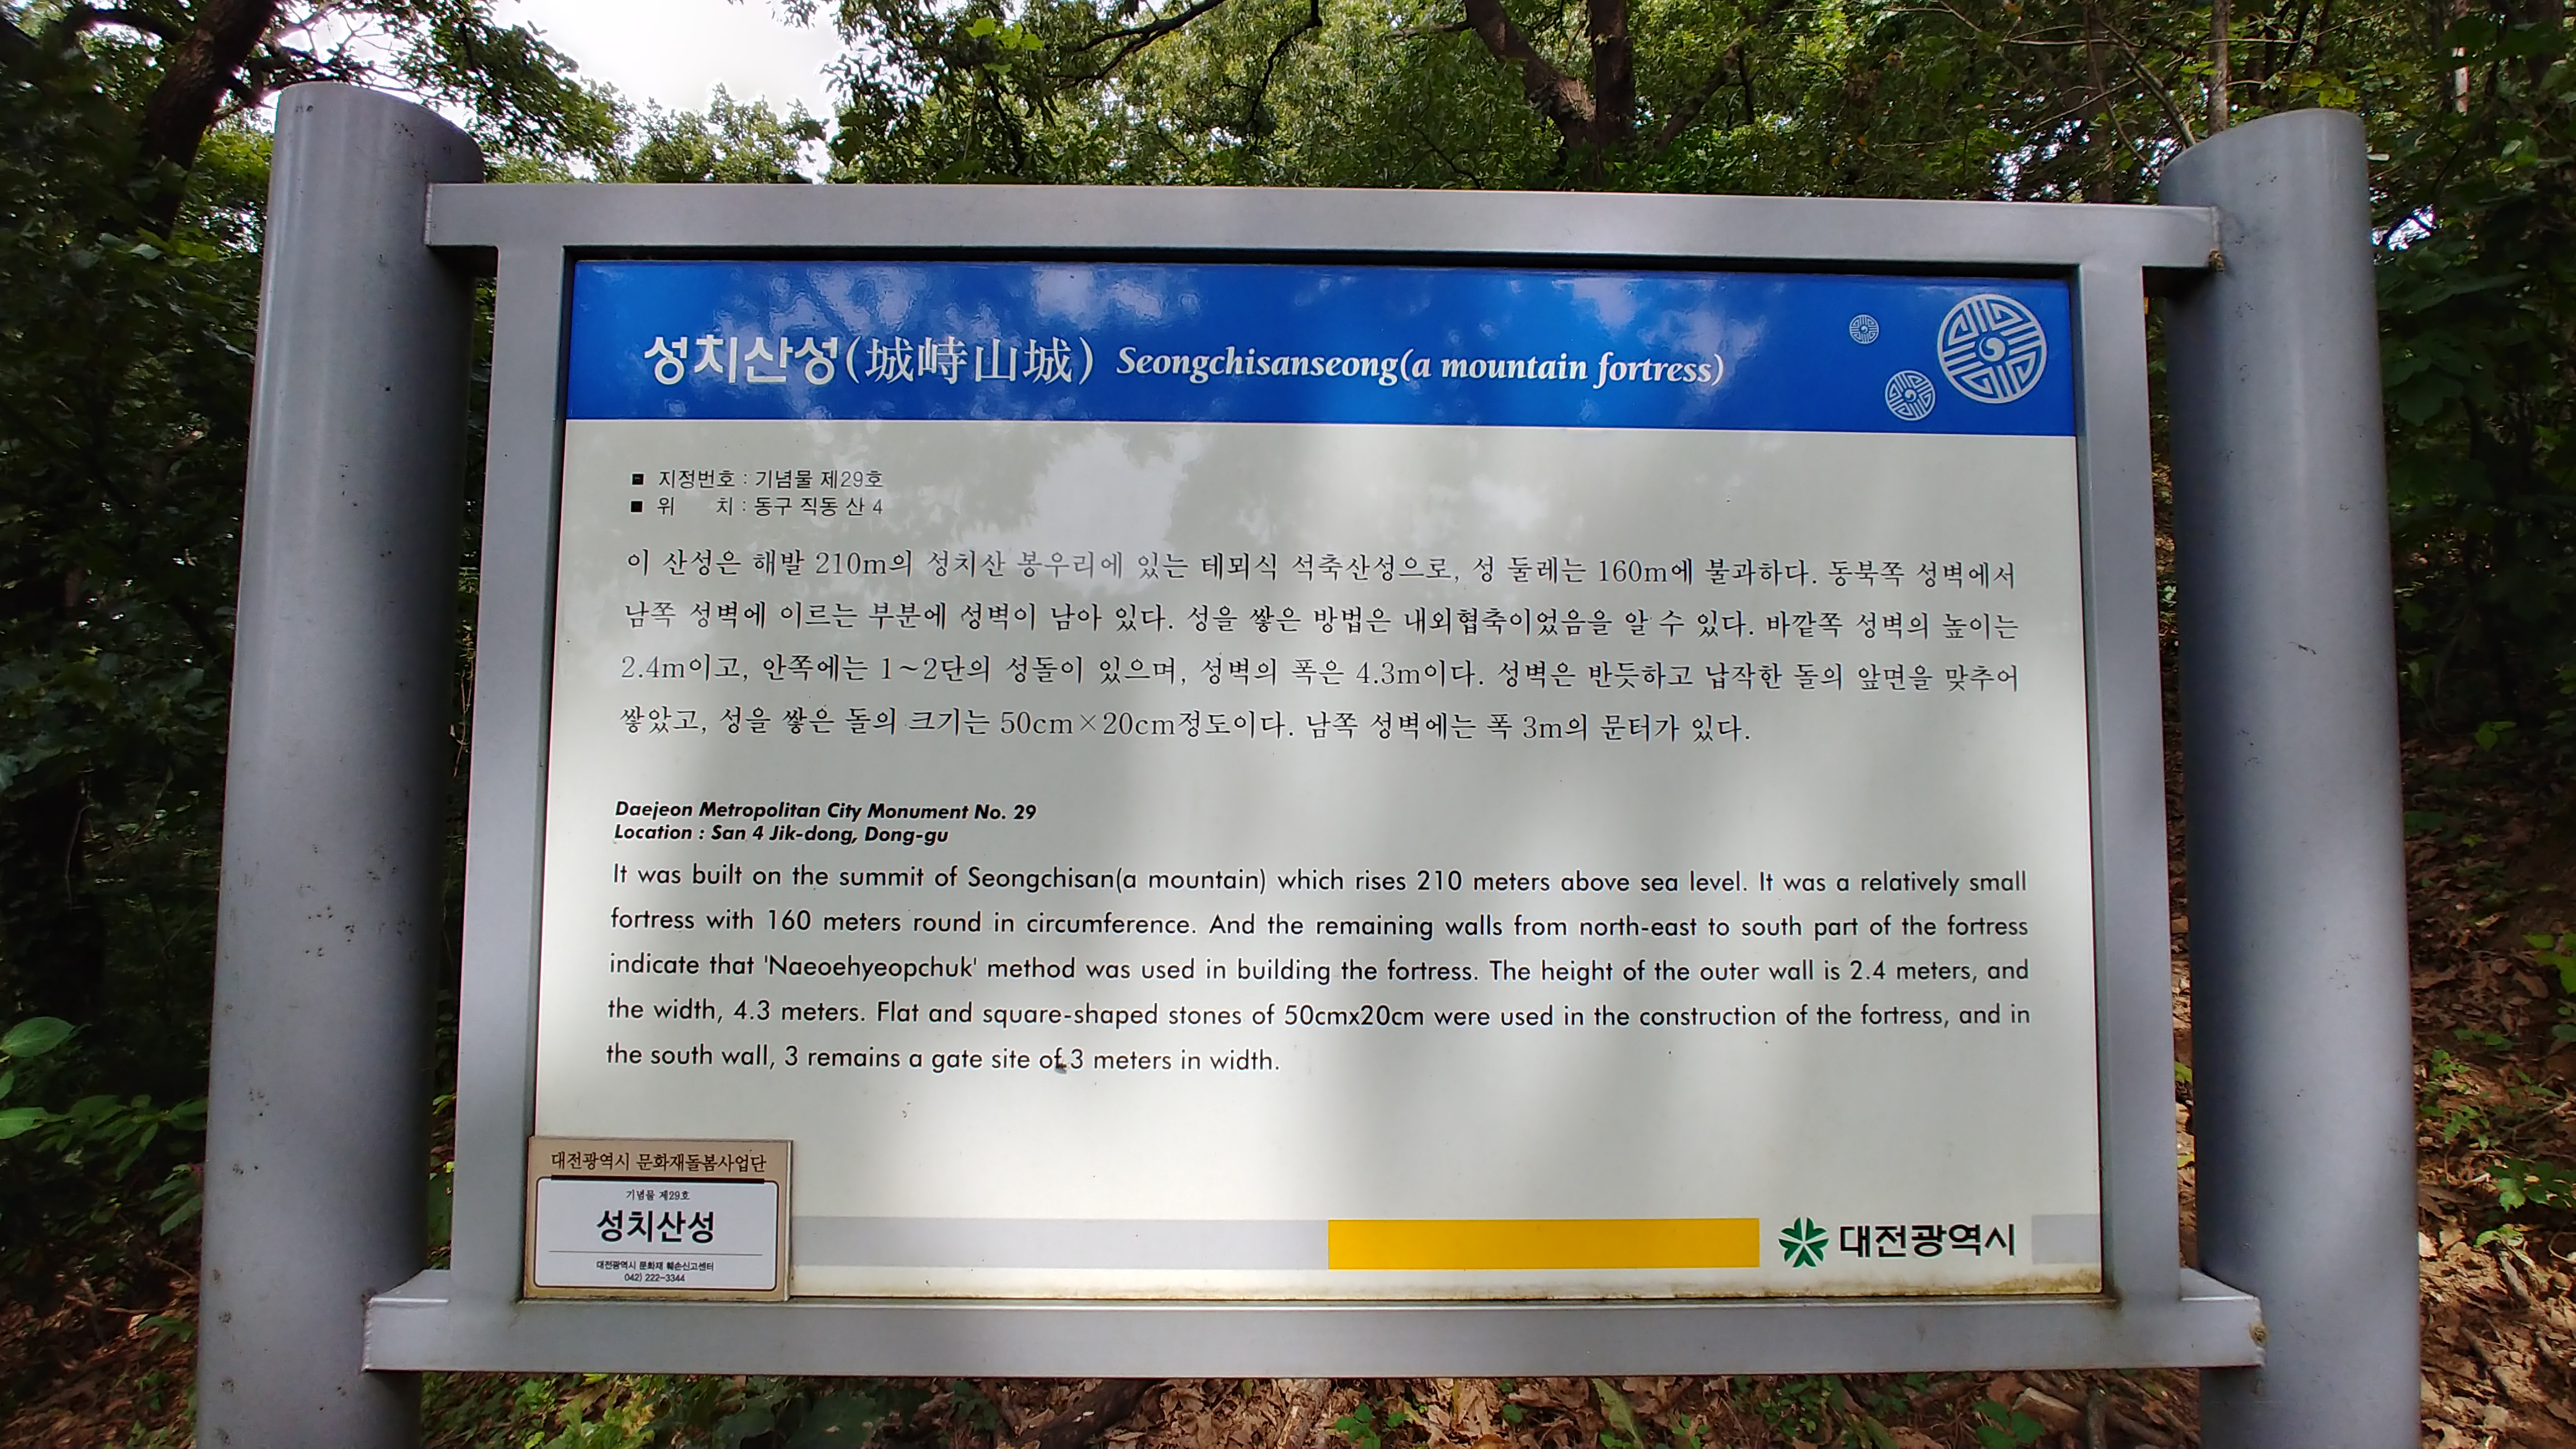 성치산성(城峙山城) Seongchisanseong(a mountain fortress)
■ 지정번호 : 기념물 제29호
■ 위 치 : 동구 직동 산 4
이 산성은 해발 210m의 성치산 봉우리에 있는 테뫼식 석축산성으로, 성 둘레는 160m에 불과하다. 동북쪽 성벽에서
남쪽 성벽에 이르는 부분에 성벽이 남아 있다. 성을 쌓은 방법은 내외협축이었음을 알 수 있다. 바깥쪽 성벽의 높이는
2.4m이고, 안쪽에는 1~2단의 성돌이 있으며, 성벽의 폭은 4.3m이다. 성벽은 반듯하고 납작한 돌의 앞면을 맞추어
쌓았고, 성을 쌓은 돌의 크기는 50cm×20cm정도이다. 남쪽 성벽에는 폭 3m의 문터가 있다.
Daejeon Metropolitan City Monument No. 29
Location : San 4 Jik-dong, Dong-gu
It was built on the summit of Seongchisan(a mountain) which rises 210 meters above sea level. It was a relatively small
fortress with 160 meters round in circumference. And the remaining walls from north-east to south part of the fortress
indicate that 'Naeoehyeopchuk' method was used in building the fortress. The height of the outer wall is 2.4 meters, and
the width, 4.3 meters. Flat and square-shaped stones of 50cmx20cm were used in the construction of the fortress, and in
the south wall, 3 remains a gate site of 3 meters in width.
대전광역시 문화재돌봄사업단
기념물 제29호
성치산성
대전광역시 문화재 훼손신고센터
042) 222-3344
대전광역시